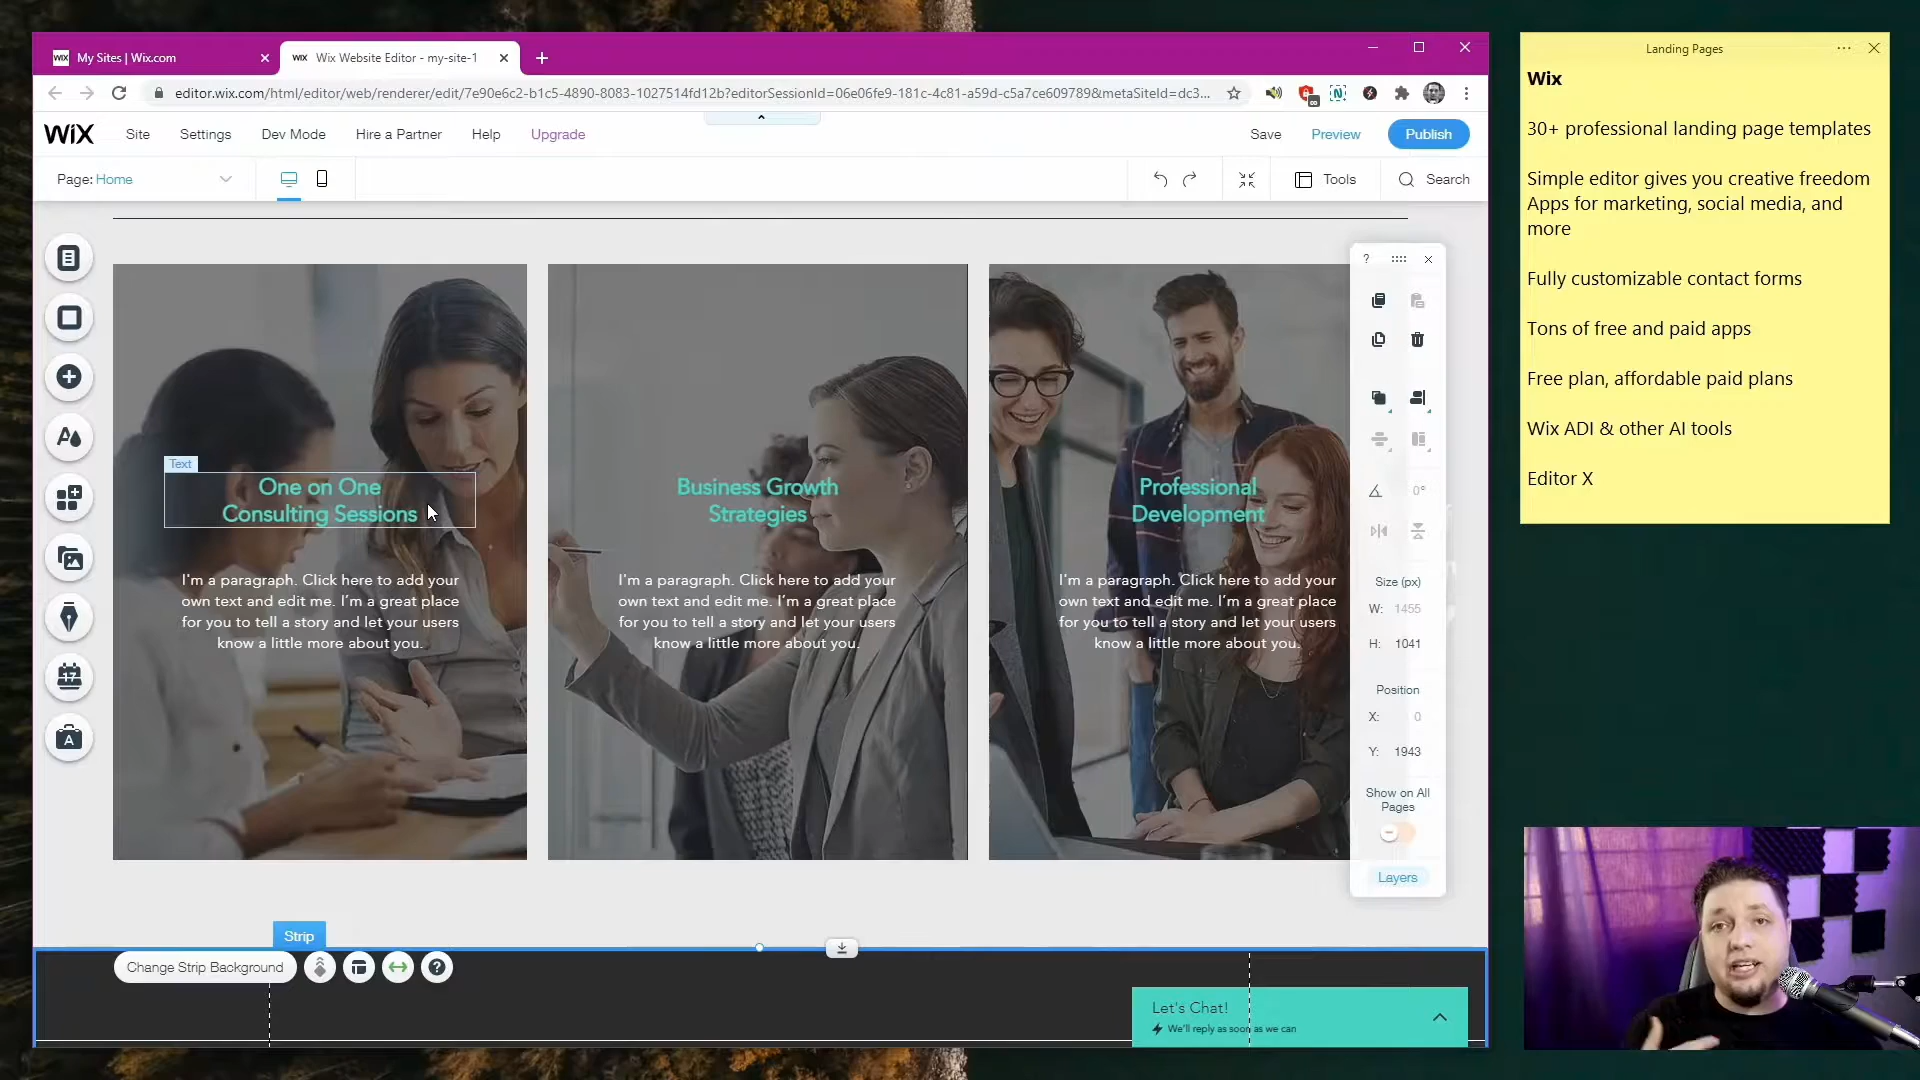 WIX My Sites | Wix.com
WIX Wix Website Editor - my-site-1
editor.wix.com/html/editor/web/renderer/edit/7e90e6c2-b1c5-4890-8083-1027514fd12b?editorSessionId=06e06fe9-181c-4c81-a59d-c5a7ce609789&metaSiteId=dc3...
WiX Site Settings Dev Mode Hire a Partner Help Upgrade Save Preview Publish
Page: Home Tools Search
Text
One on One
Consulting Sessions
I'm a paragraph. Click here to add your
own text and edit me. I'm a great place
for you to tell a story and let your users
know a little more about you.
Business Growth
Strategies
I'm a paragraph. Click here to add your
own text and edit me. I'm a great place
for you to tell a story and let your users
know a little more about you.
Professional
Development
I'm a paragraph. Click here to add your
own text and edit me. I'm a great place
for you to tell a story and let your users
know a little more about you.
?
0°
Size (px)
W: 1455
H: 1041
Position
X: 0
Y: 1943
Show on All
Pages
Layers
17
A
Strip
Change Strip Background
?
Let's Chat!
We'll reply as soon as we can
Landing Pages
Wix
30+ professional landing page templates
Simple editor gives you creative freedom
Apps for marketing, social media, and
more
Fully customizable contact forms
Tons of free and paid apps
Free plan, affordable paid plans
Wix ADI & other AI tools
Editor X